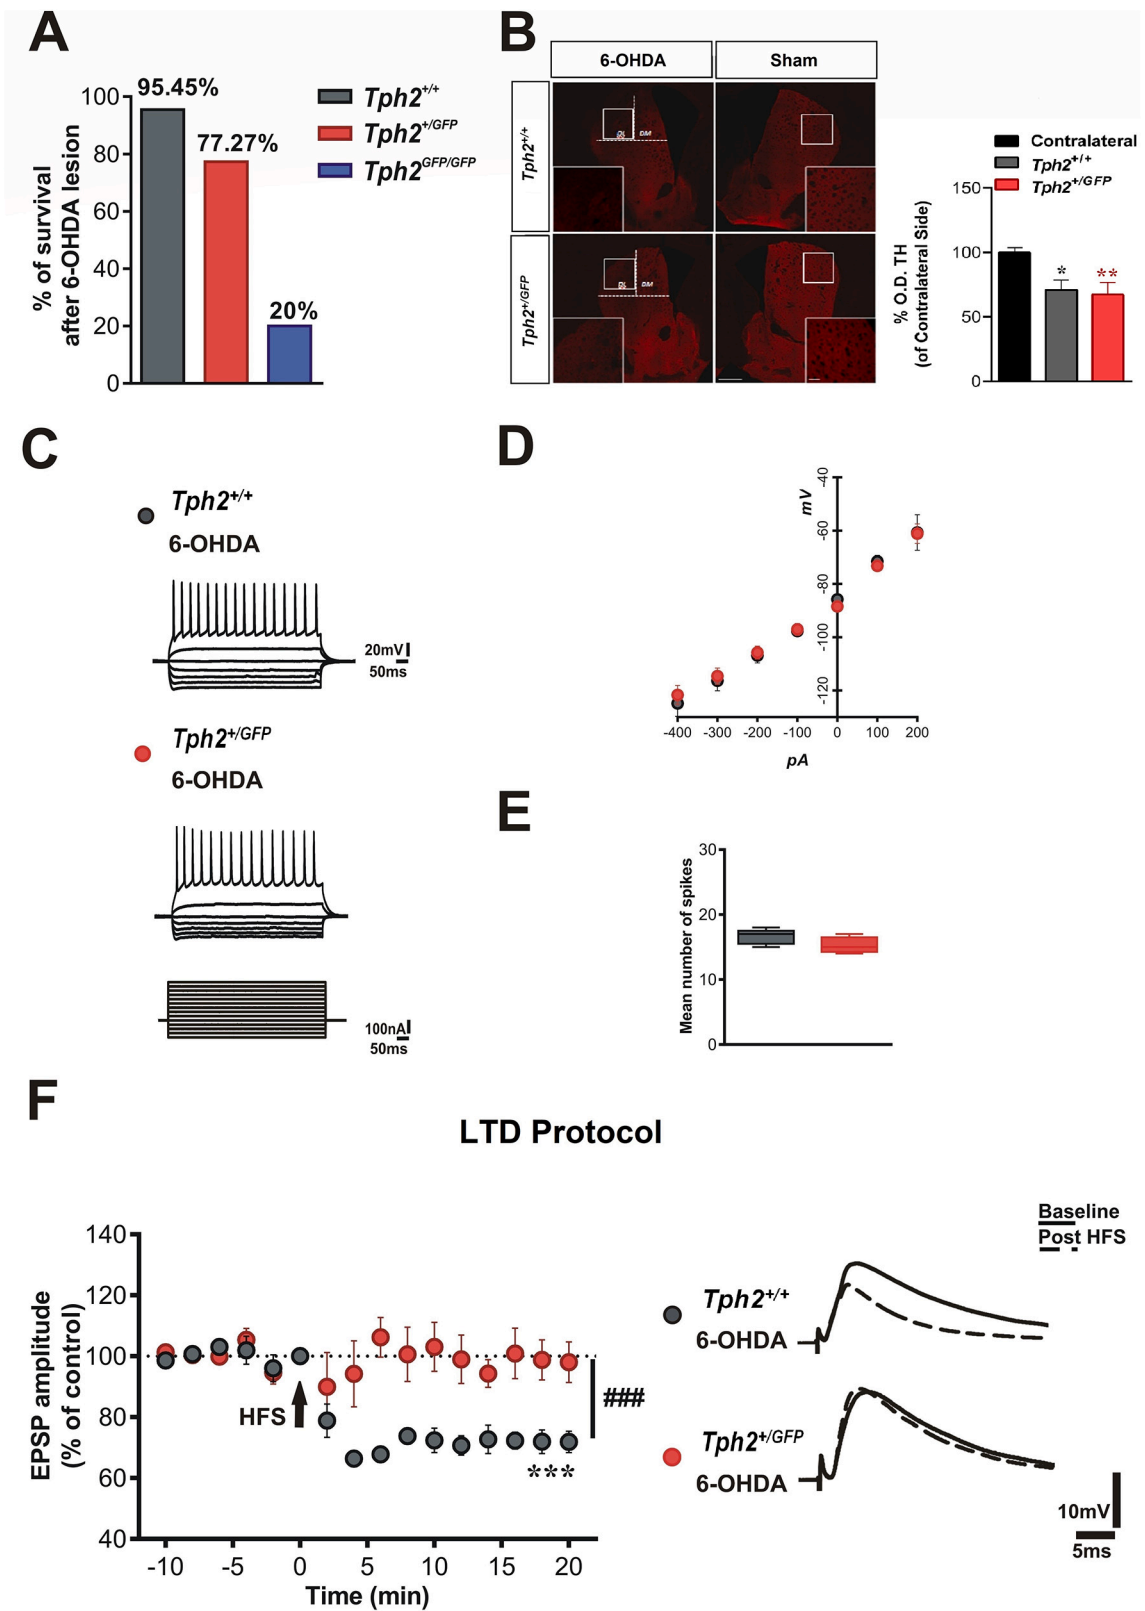 A
% of survival
after 6-OHDA lesion
100
80
60
40
20
0
95.45%
77.27%
20%
Tph2+/+
Tph2+/GFP
Tph2GFP/GFP
B
6-OHDA
Sham
Tph2+/+
Tph2+/GFP
DL
DM
DL
DM
Contralateral
Tph2+/+
Tph2+/GFP
% O.D. TH
(of Contralateral Side)
150
100
50
0
*
**
C
Tph2+/+
6-OHDA
20mV
50ms
Tph2+/GFP
6-OHDA
100nA
50ms
D
mV
-40
-60
-80
-100
-120
-400 -300 -200 -100 0 100 200
pA
E
Mean number of spikes
30
20
10
0
F
LTD Protocol
EPSP amplitude
(% of control)
140
120
100
80
60
40
HFS
###
***
-10 -5 0 5 10 15 20
Time (min)
Baseline
Post HFS
Tph2+/+
6-OHDA
Tph2+/GFP
6-OHDA
10mV
5ms